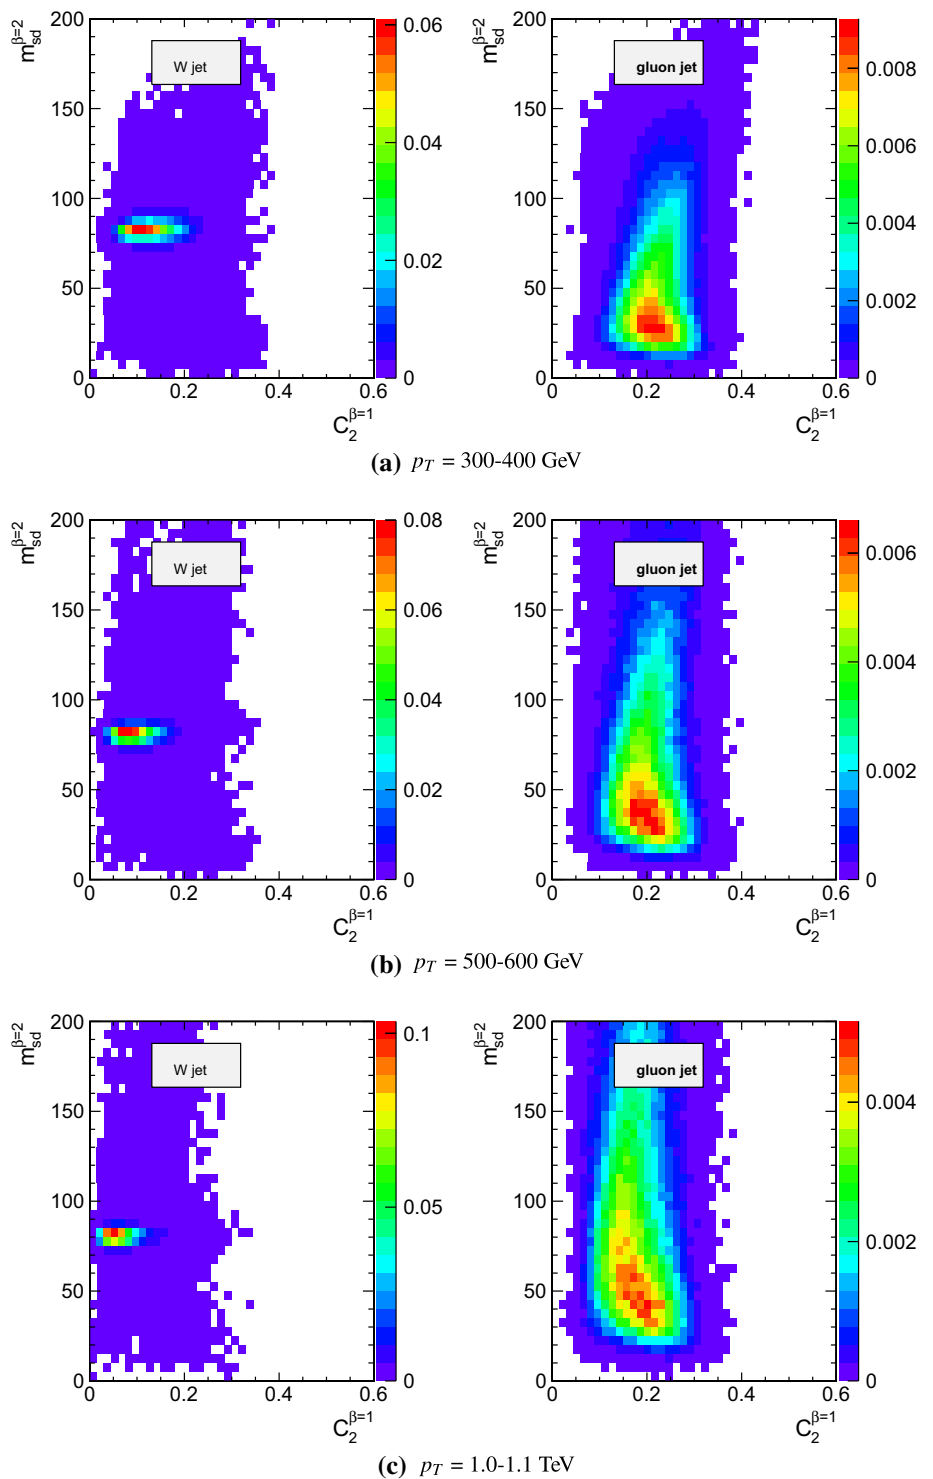 m_sd^β=2
200
150
100
50
0
W jet
0 0.2 0.4 0.6
C_2^β=1
0.06
0.04
0.02
0
m_sd^β=2
200
150
100
50
0
gluon jet
0 0.2 0.4 0.6
C_2^β=1
0.008
0.006
0.004
0.002
0
(a) p_T = 300-400 GeV
m_sd^β=2
200
150
100
50
0
W jet
0 0.2 0.4 0.6
C_2^β=1
0.08
0.06
0.04
0.02
0
m_sd^β=2
200
150
100
50
0
gluon jet
0 0.2 0.4 0.6
C_2^β=1
0.006
0.004
0.002
0
(b) p_T = 500-600 GeV
m_sd^β=2
200
150
100
50
0
W jet
0 0.2 0.4 0.6
C_2^β=1
0.1
0.05
0
m_sd^β=2
200
150
100
50
0
gluon jet
0 0.2 0.4 0.6
C_2^β=1
0.004
0.002
0
(c) p_T = 1.0-1.1 TeV